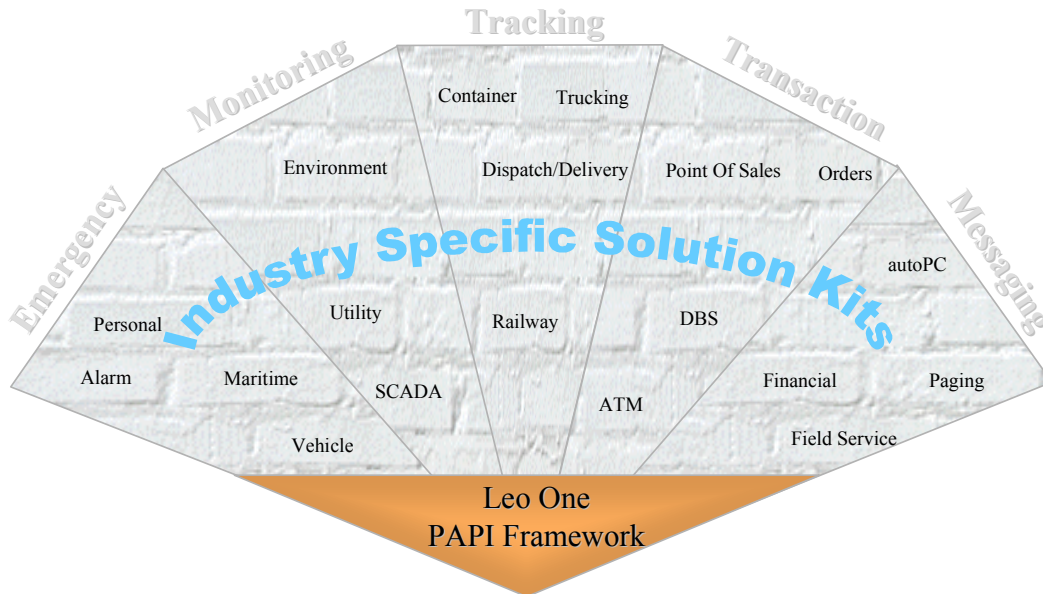 Emergency
Monitoring
Tracking
Transaction
Messaging
Container
Trucking
Environment
Dispatch/Delivery
Point Of Sales
Orders
Industry Specific Solution Kits
autoPC
Personal
Utility
Railway
DBS
Alarm
Maritime
SCADA
ATM
Financial
Paging
Vehicle
Field Service
Leo One
PAPI Framework